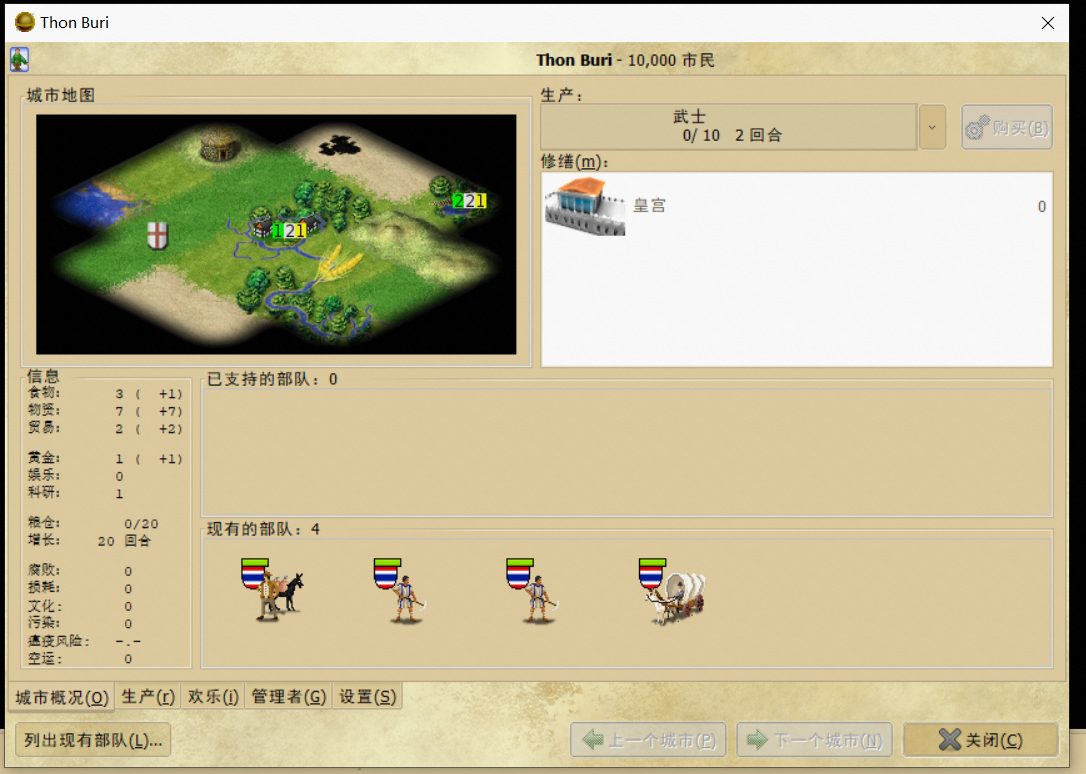 Thon Buri
Thon Buri - 10,000 市民
城市地图
121
221
生产：
武士
0/ 10 2 回合
购买(B)
修缮(m)：
皇宫 0
信息
食物: 3 ( +1)
物资: 7 ( +7)
贸易: 2 ( +2)
黄金: 1 ( +1)
娱乐: 0
科研: 1
粮仓: 0/20
增长: 20 回合
腐败: 0
损耗: 0
文化: 0
污染: 0
瘟疫风险: -.-
空运: 0
已支持的部队：0
现有的部队：4
城市概况(O) 生产(r) 欢乐(i) 管理者(G) 设置(S)
列出现有部队(L)... 上一个城市(P) 下一个城市(N) 关闭(C)